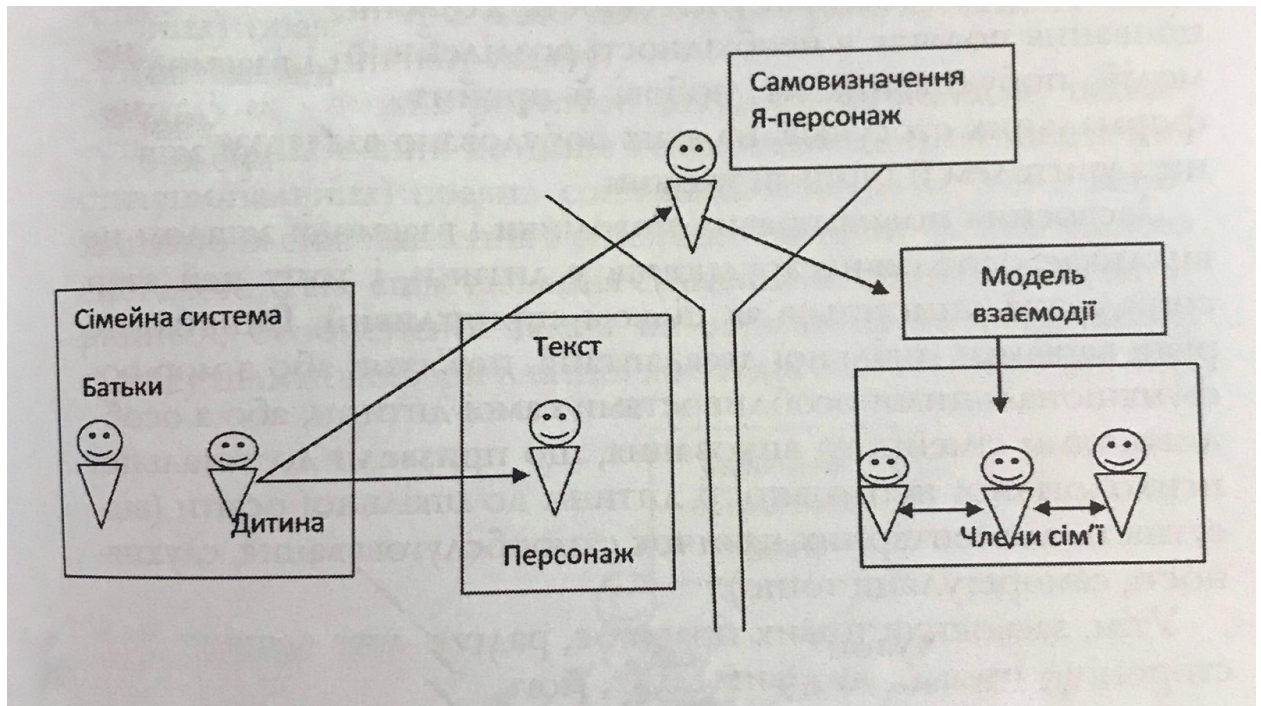 Самовизначення
Я-персонаж
Сімейна система
Батьки
Дитина
Текст
Персонаж
Модель
взаємодії
Члени сім’ї